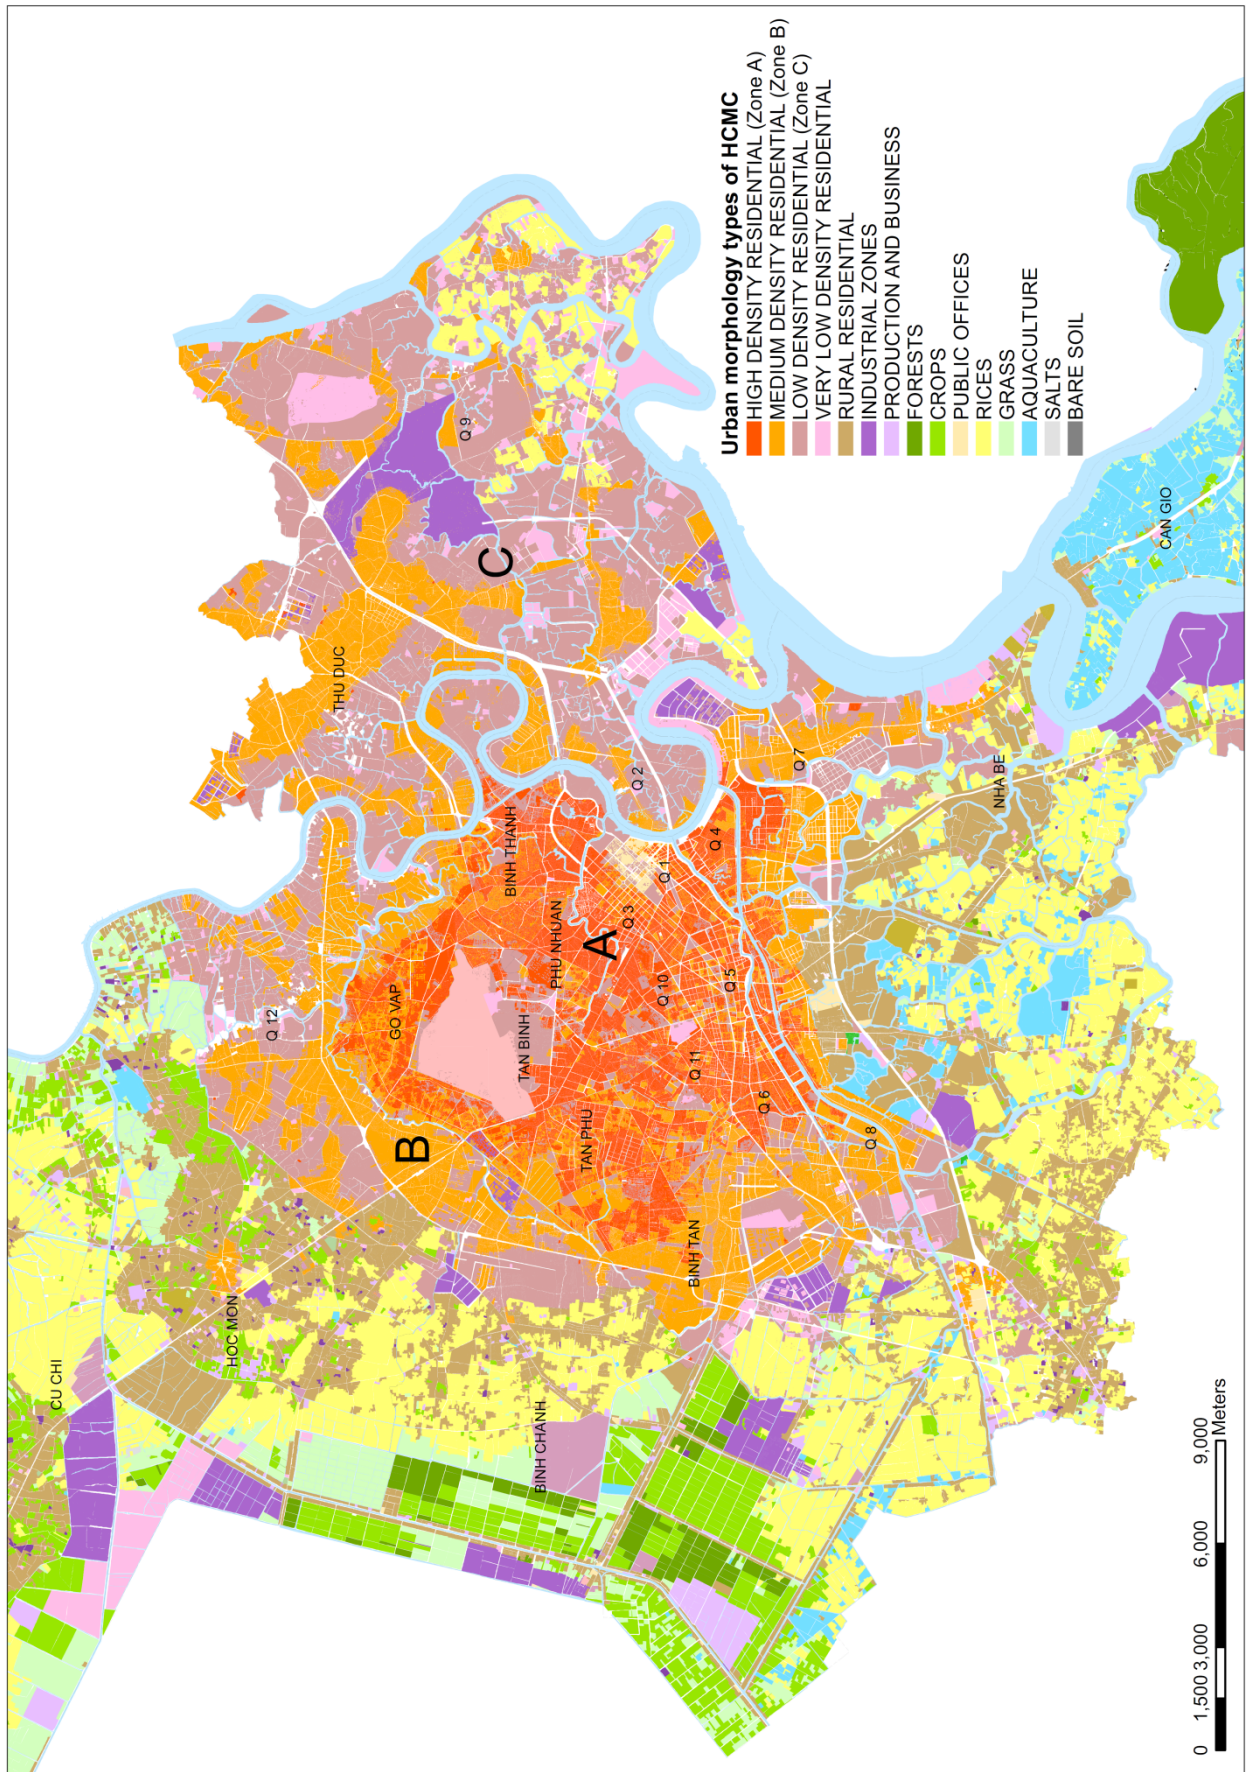 Urban morphology types of HCMC
HIGH DENSITY RESIDENTIAL (Zone A)
MEDIUM DENSITY RESIDENTIAL (Zone B)
LOW DENSITY RESIDENTIAL (Zone C)
VERY LOW DENSITY RESIDENTIAL
RURAL RESIDENTIAL
INDUSTRIAL ZONES
PRODUCTION AND BUSINESS
FORESTS
CROPS
PUBLIC OFFICES
RICES
GRASS
AQUACULTURE
SALTS
BARE SOIL
CU CHI
HOC MON
Q 12
THU DUC
GO VAP
B
Q 9
C
BINH THANH
TAN BINH
PHU NHUAN
BINH CHANH
TAN PHU
A
Q 3
Q 2
Q 10
Q 1
Q 11
BINH TAN
Q 4
Q 5
Q 6
Q 7
Q 8
NHA BE
CAN GIO
0 1,500 3,000 6,000 9,000
Meters